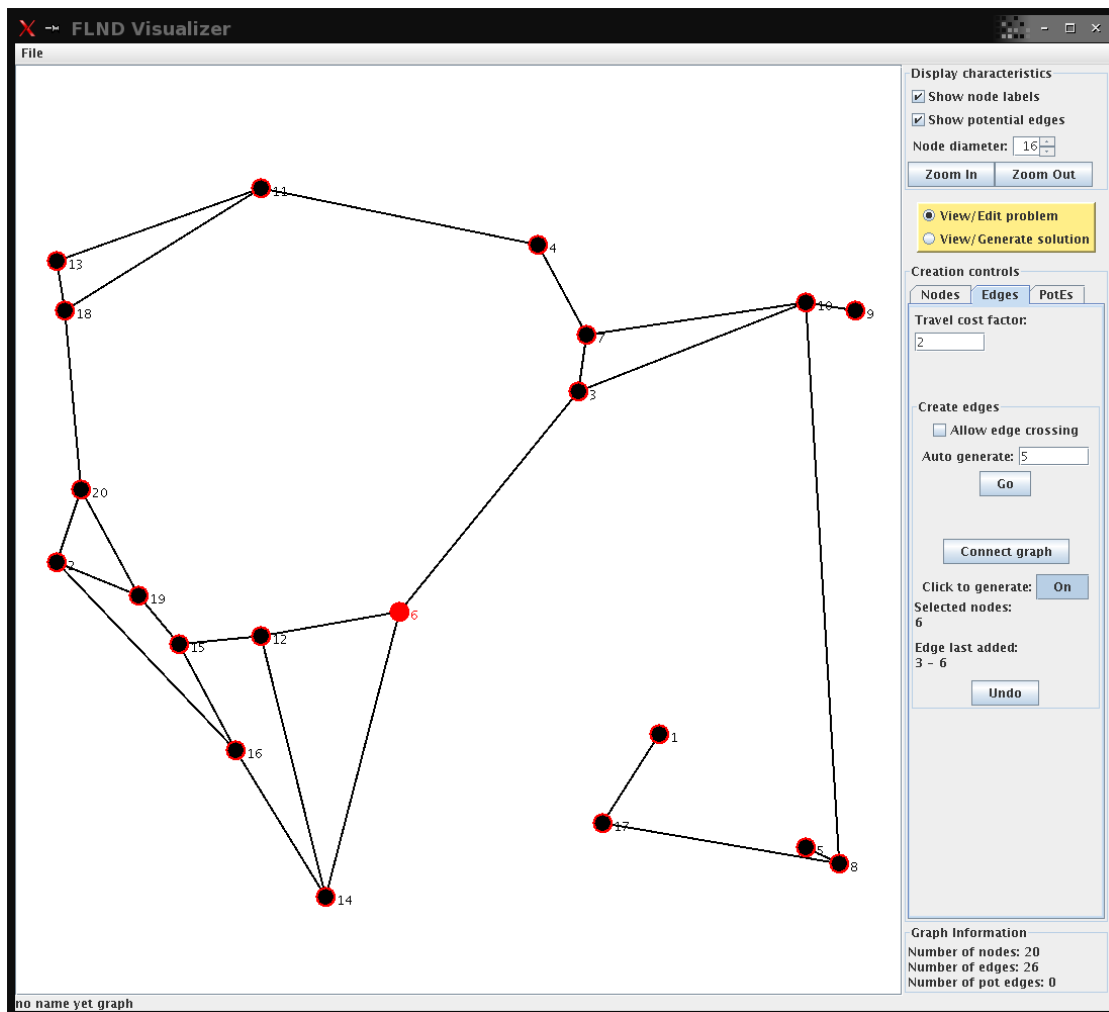 FLND Visualizer
File
11
4
13
18
10
9
7
3
20
2
19
6
12
15
16
1
17
5
8
14
Display characteristics
Show node labels
Show potential edges
Node diameter: 16
Zoom In Zoom Out
View/Edit problem
View/Generate solution
Creation controls
Nodes Edges PotEs
Travel cost factor:
2
Create edges
Allow edge crossing
Auto generate: 5
Go
Connect graph
Click to generate: On
Selected nodes:
6
Edge last added:
3 - 6
Undo
Graph Information
Number of nodes: 20
Number of edges: 26
Number of pot edges: 0
no name yet graph